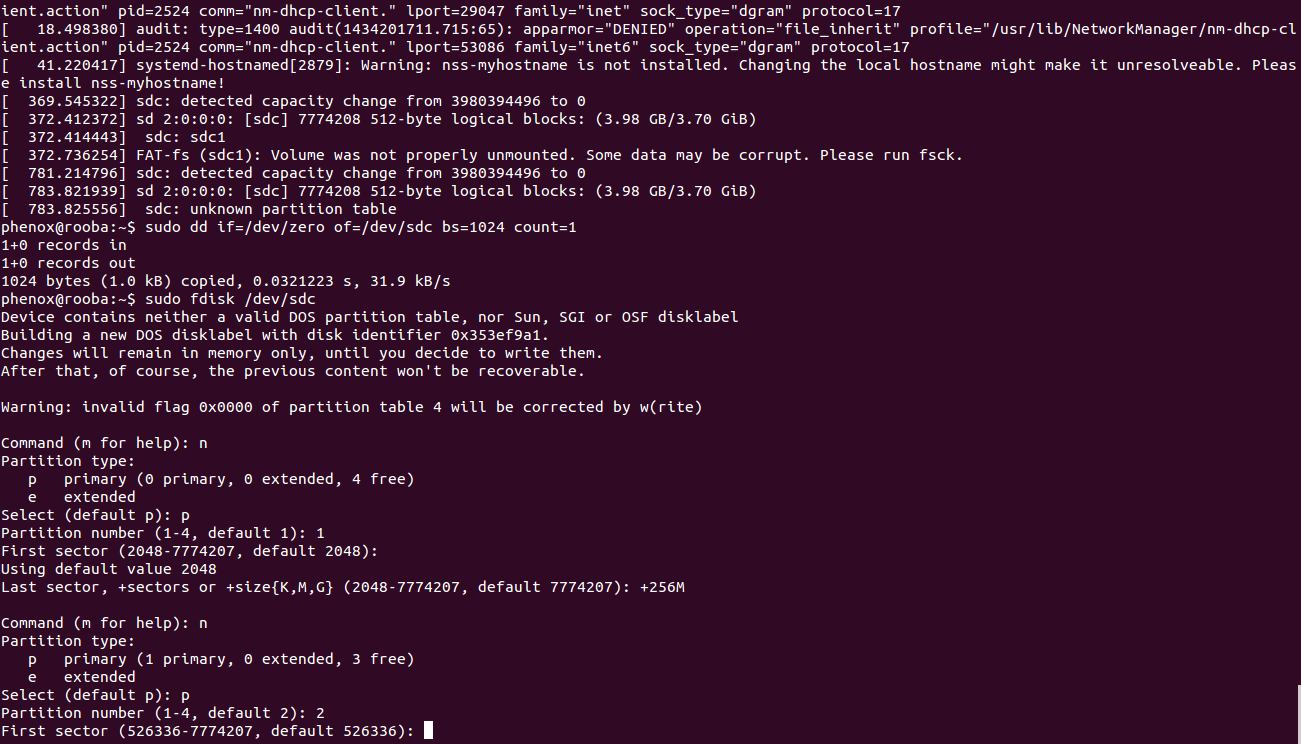 ient.action" pid=2524 comm="nm-dhcp-client." lport=29047 family="inet" sock_type="dgram" protocol=17
[   18.498380] audit: type=1400 audit(1434201711.715:65): apparmor="DENIED" operation="file_inherit" profile="/usr/lib/NetworkManager/nm-dhcp-cl
ient.action" pid=2524 comm="nm-dhcp-client." lport=53086 family="inet6" sock_type="dgram" protocol=17
[   41.220417] systemd-hostnamed[2879]: Warning: nss-myhostname is not installed. Changing the local hostname might make it unresolveable. Pleas
e install nss-myhostname!
[  369.545322] sdc: detected capacity change from 3980394496 to 0
[  372.412372] sd 2:0:0:0: [sdc] 7774208 512-byte logical blocks: (3.98 GB/3.70 GiB)
[  372.414443]  sdc: sdc1
[  372.736254] FAT-fs (sdc1): Volume was not properly unmounted. Some data may be corrupt. Please run fsck.
[  781.214796] sdc: detected capacity change from 3980394496 to 0
[  783.821939] sd 2:0:0:0: [sdc] 7774208 512-byte logical blocks: (3.98 GB/3.70 GiB)
[  783.825556]  sdc: unknown partition table
phenox@rooba:~$ sudo dd if=/dev/zero of=/dev/sdc bs=1024 count=1
1+0 records in
1+0 records out
1024 bytes (1.0 kB) copied, 0.0321223 s, 31.9 kB/s
phenox@rooba:~$ sudo fdisk /dev/sdc
Device contains neither a valid DOS partition table, nor Sun, SGI or OSF disklabel
Building a new DOS disklabel with disk identifier 0x353ef9a1.
Changes will remain in memory only, until you decide to write them.
After that, of course, the previous content won't be recoverable.

Warning: invalid flag 0x0000 of partition table 4 will be corrected by w(rite)

Command (m for help): n
Partition type:
   p   primary (0 primary, 0 extended, 4 free)
   e   extended
Select (default p): p
Partition number (1-4, default 1): 1
First sector (2048-7774207, default 2048):
Using default value 2048
Last sector, +sectors or +size{K,M,G} (2048-7774207, default 7774207): +256M

Command (m for help): n
Partition type:
   p   primary (1 primary, 0 extended, 3 free)
   e   extended
Select (default p): p
Partition number (1-4, default 2): 2
First sector (526336-7774207, default 526336):